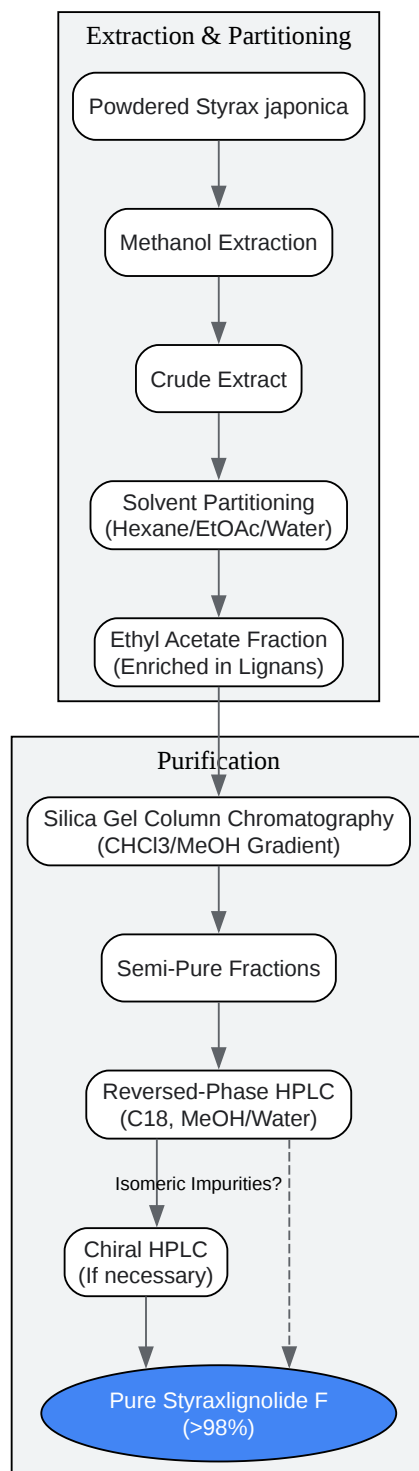 Extraction & Partitioning
Powdered Styrax japonica
Methanol Extraction
Crude Extract
Solvent Partitioning
(Hexane/EtOAc/Water)
Ethyl Acetate Fraction
(Enriched in Lignans)
Purification
Silica Gel Column Chromatography
(CHCl3/MeOH Gradient)
Semi-Pure Fractions
Reversed-Phase HPLC
(C18, MeOH/Water)
Isomeric Impurities?
Chiral HPLC
(If necessary)
Pure Styraxlignolide F
(>98%)